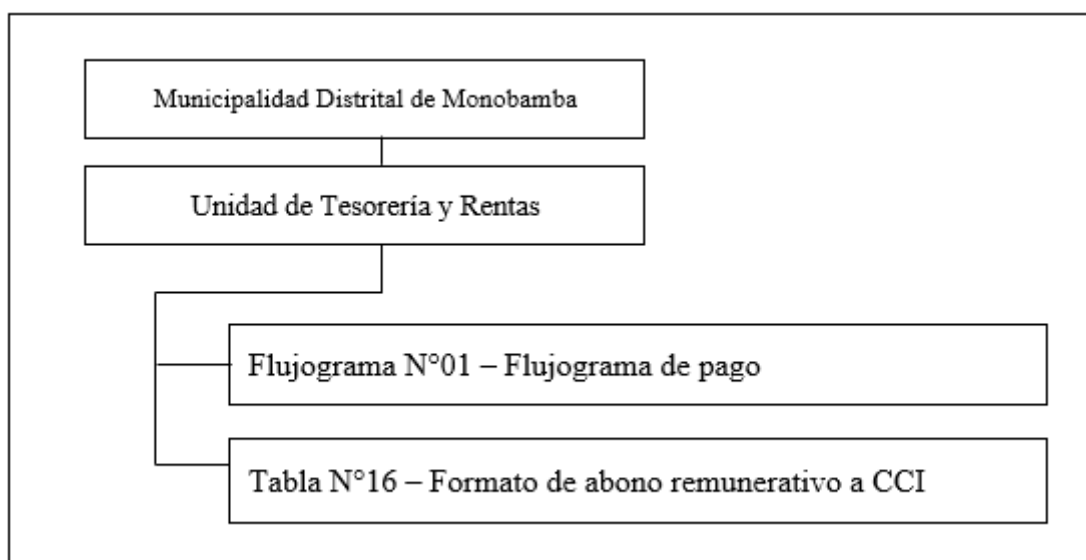 Municipalidad Distrital de Monobamba
Unidad de Tesorería y Rentas
Flujograma N°01 – Flujograma de pago
Tabla N°16 – Formato de abono remunerativo a CCI